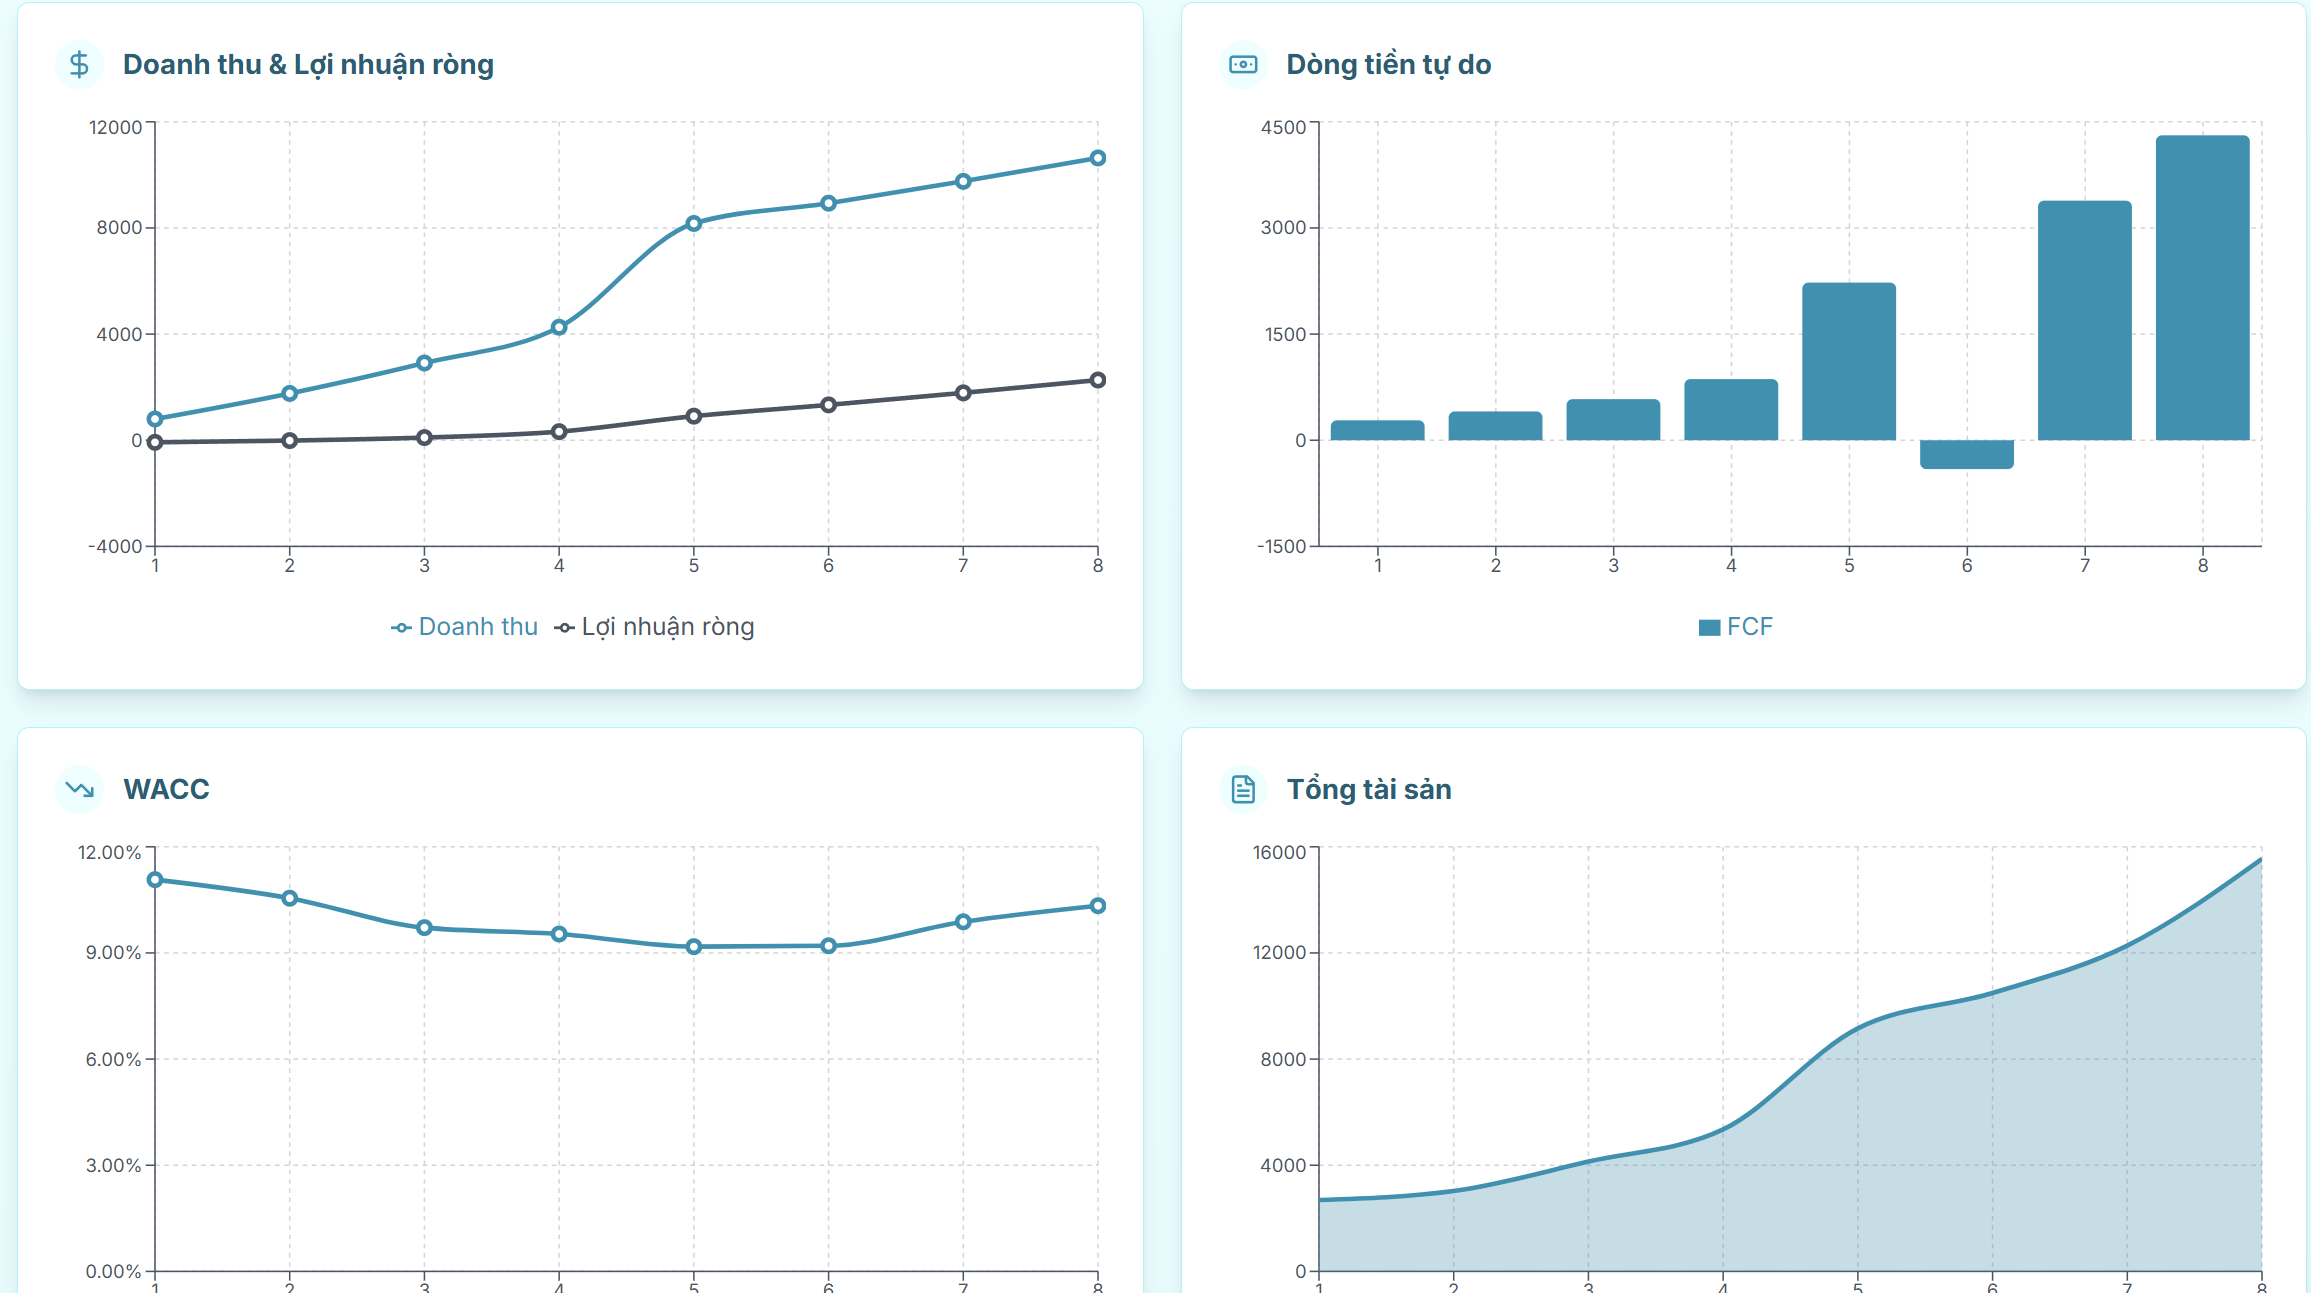 Doanh thu & Lợi nhuận ròng
12000
8000
4000
0
-4000
1 2 3 4 5 6 7 8
Doanh thu Lợi nhuận ròng
Dòng tiền tự do
4500
3000
1500
0
-1500
1 2 3 4 5 6 7 8
FCF
WACC
12.00%
9.00%
6.00%
3.00%
0.00%
1 2 3 4 5 6 7 8
Tổng tài sản
16000
12000
8000
4000
0
1 2 3 4 5 6 7 8